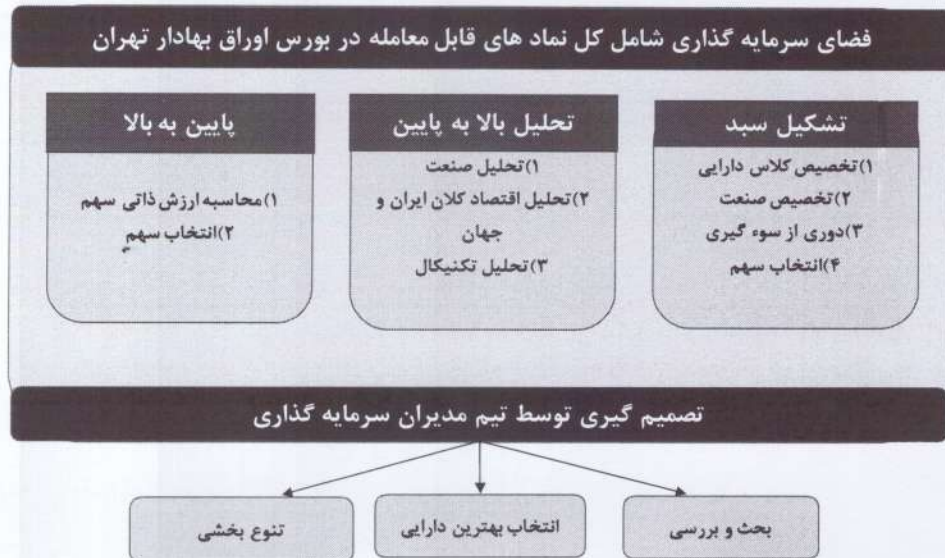 فضای سرمایه گذاری شامل کل نماد های قابل معامله در بورس اوراق بهادار تهران
تشکیل سبد
۱)تخصیص کلاس دارایی
۲)تخصیص صنعت
۳)دوری از سوء گیری
۴)انتخاب سهم
تحلیل بالا به پایین
۱)تحلیل صنعت
۲)تحلیل اقتصاد کلان ایران و
جهان
۳)تحلیل تکنیکال
پایین به بالا
۱)محاسبه ارزش ذاتی سهم
۲)انتخاب سهم
تصمیم گیری توسط تیم مدیران سرمایه گذاری
بحث و بررسی
انتخاب بهترین دارایی
تنوع بخشی